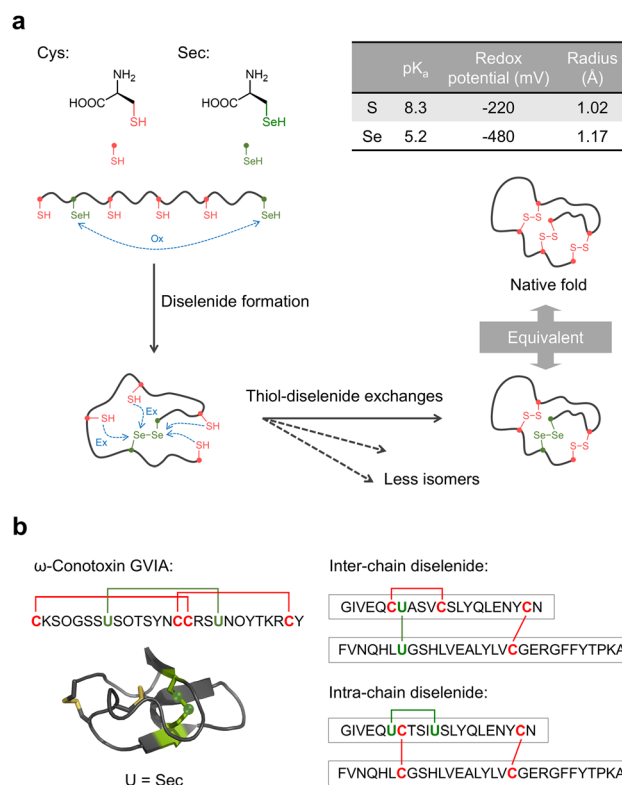 a
Cys:
Sec:
NH2
HOOC
SH
NH2
HOOC
SeH
SH
SeH
pKa
Redox potential (mV)
Radius (Å)
S 8.3 -220 1.02
Se 5.2 -480 1.17
SH SeH SH SH SH SeH
Ox
Diselenide formation
S–S
S–S
S–S
Native fold
Equivalent
SH
Ex
SH
SH
Ex
Se–Se
SH
Thiol-diselenide exchanges
Less isomers
S–S
Se–Se
S–S
b
ω-Conotoxin GVIA:
CKSOGSSUSOTSYNCCRSUNOYTKRCY
U = Sec
Inter-chain diselenide:
GIVEQCUASVCSLYQLENYCN
FVNQHLUGSHLVEALYLVCGERGFFYTPKA
Intra-chain diselenide:
GIVEQUCTSIUSLYQLENYCN
FVNQHLCGSHLVEALYLVCGERGFFYTPKA